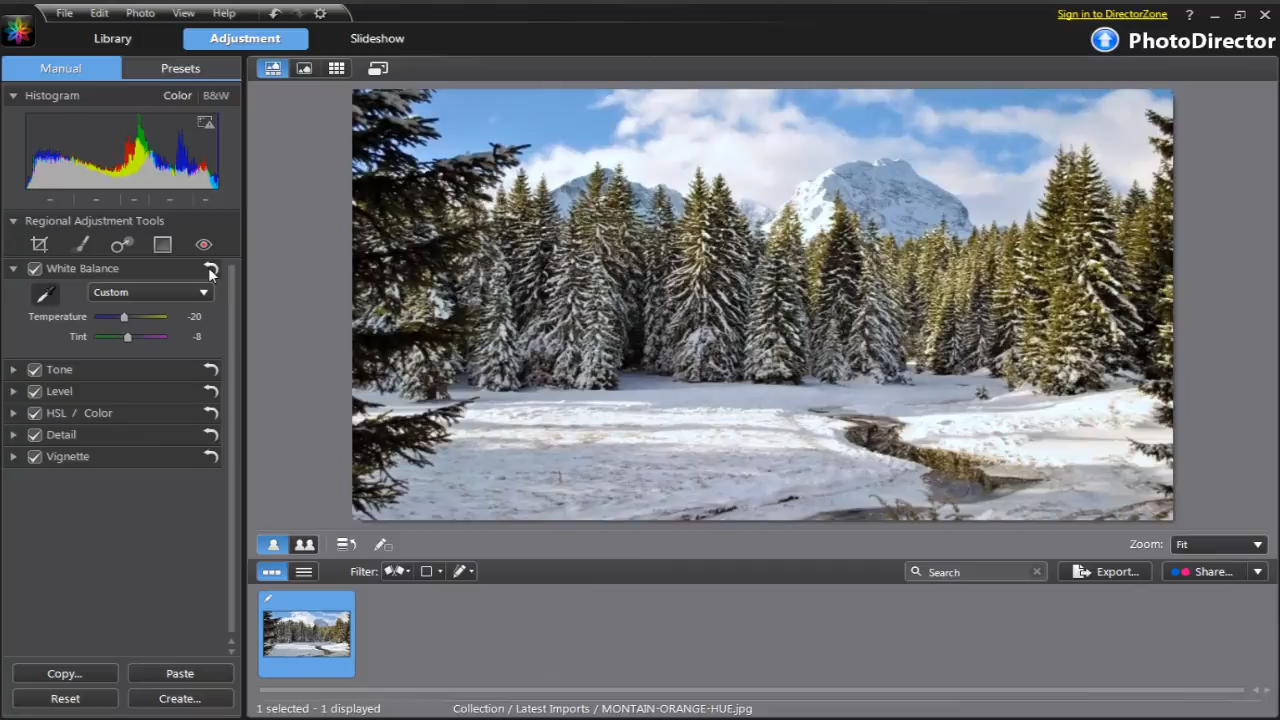 File Edit Photo View Help
Sign in to DirectorZone ?
Library Adjustment Slideshow
PhotoDirector
Manual Presets
Histogram Color B&W
Regional Adjustment Tools
White Balance
Custom
Temperature -20
Tint -8
Tone
Level
HSL / Color
Detail
Vignette
Copy... Paste
Reset Create...
Zoom: Fit
Filter:
Search
Export... Share...
1 selected - 1 displayed
Collection / Latest Imports / MONTAIN-ORANGE-HUE.jpg